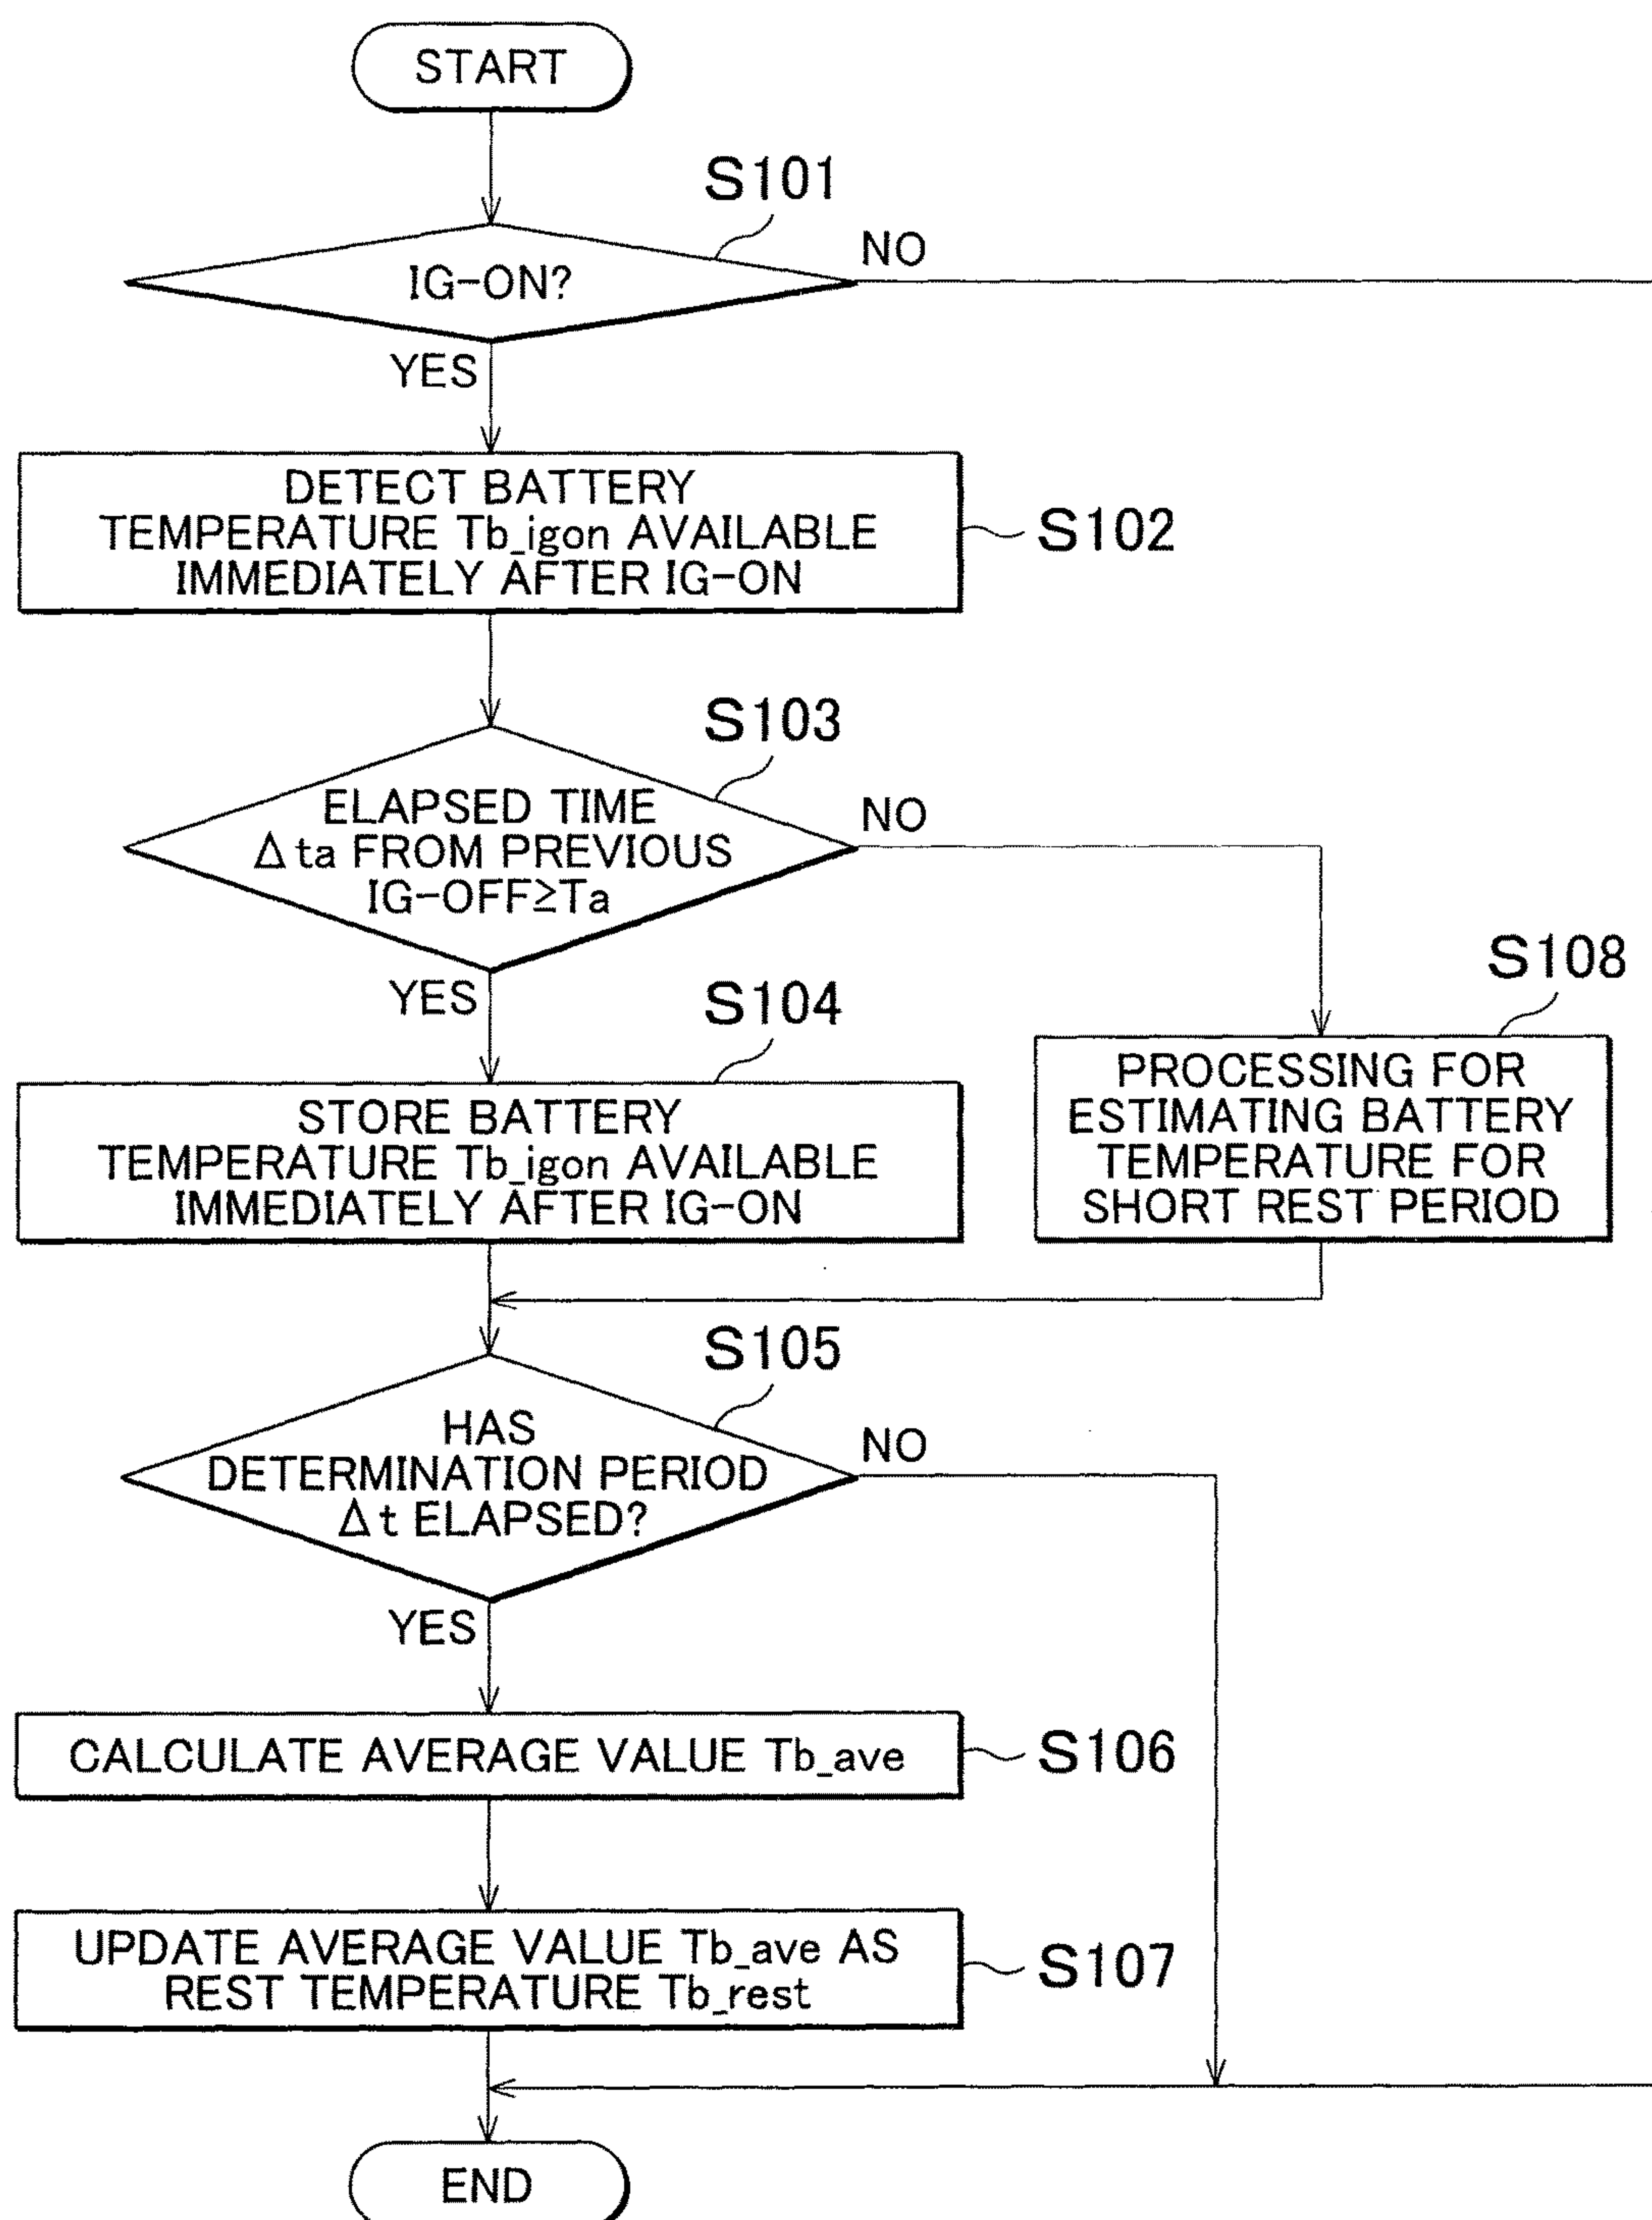 START
S101
IG-ON?
NO
YES
DETECT BATTERY
TEMPERATURE Tb_igon AVAILABLE
IMMEDIATELY AFTER IG-ON
S102
S103
ELAPSED TIME
Δta FROM PREVIOUS
IG-OFF≥Ta
NO
YES
S104
STORE BATTERY
TEMPERATURE Tb_igon AVAILABLE
IMMEDIATELY AFTER IG-ON
S108
PROCESSING FOR
ESTIMATING BATTERY
TEMPERATURE FOR
SHORT REST PERIOD
S105
HAS
DETERMINATION PERIOD
Δt ELAPSED?
NO
YES
CALCULATE AVERAGE VALUE Tb_ave
S106
UPDATE AVERAGE VALUE Tb_ave AS
REST TEMPERATURE Tb_rest
S107
END